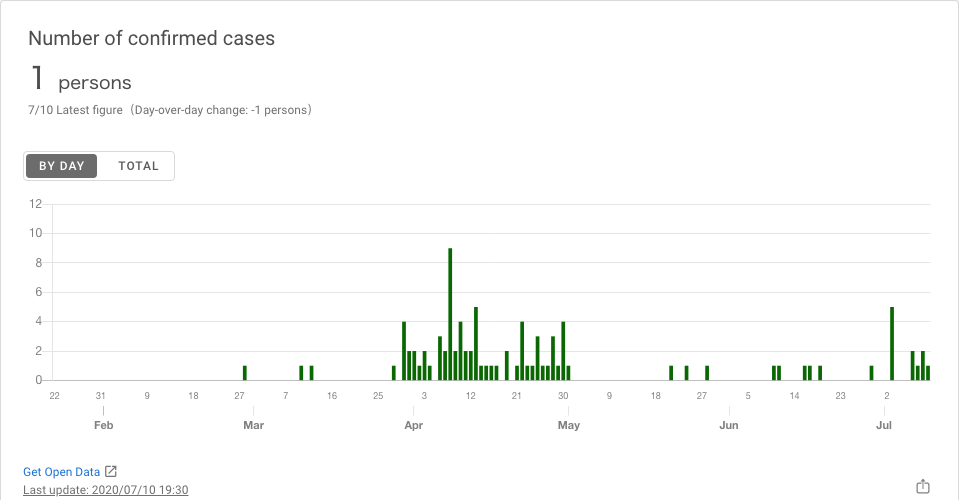 Number of confirmed cases
1 persons
7/10 Latest figure（Day-over-day change: -1 persons）
BY DAY TOTAL
12
10
8
6
4
2
0
22 31 9 18 27 7 16 25 3 12 21 30 9 18 27 5 14 23 2
Feb Mar Apr May Jun Jul
Get Open Data
Last update: 2020/07/10 19:30